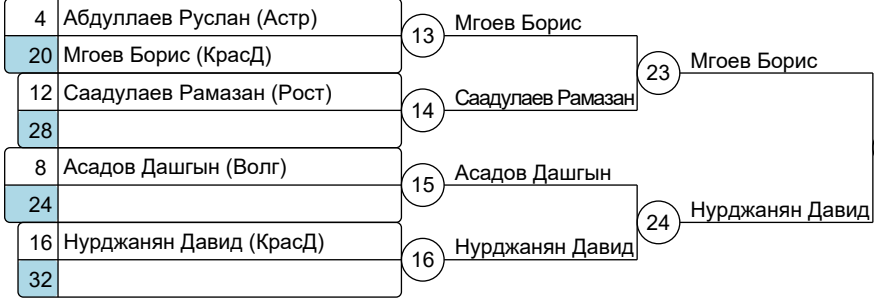 4 Абдуллаев Руслан (Астр)
20 Мгоев Борис (КрасД)
13 Мгоев Борис
12 Саадулаев Рамазан (Рост)
28
14 Саадулаев Рамазан
23 Мгоев Борис
8 Асадов Дашгын (Волг)
24
15 Асадов Дашгын
16 Нурджанян Давид (КрасД)
32
16 Нурджанян Давид
24 Нурджанян Давид